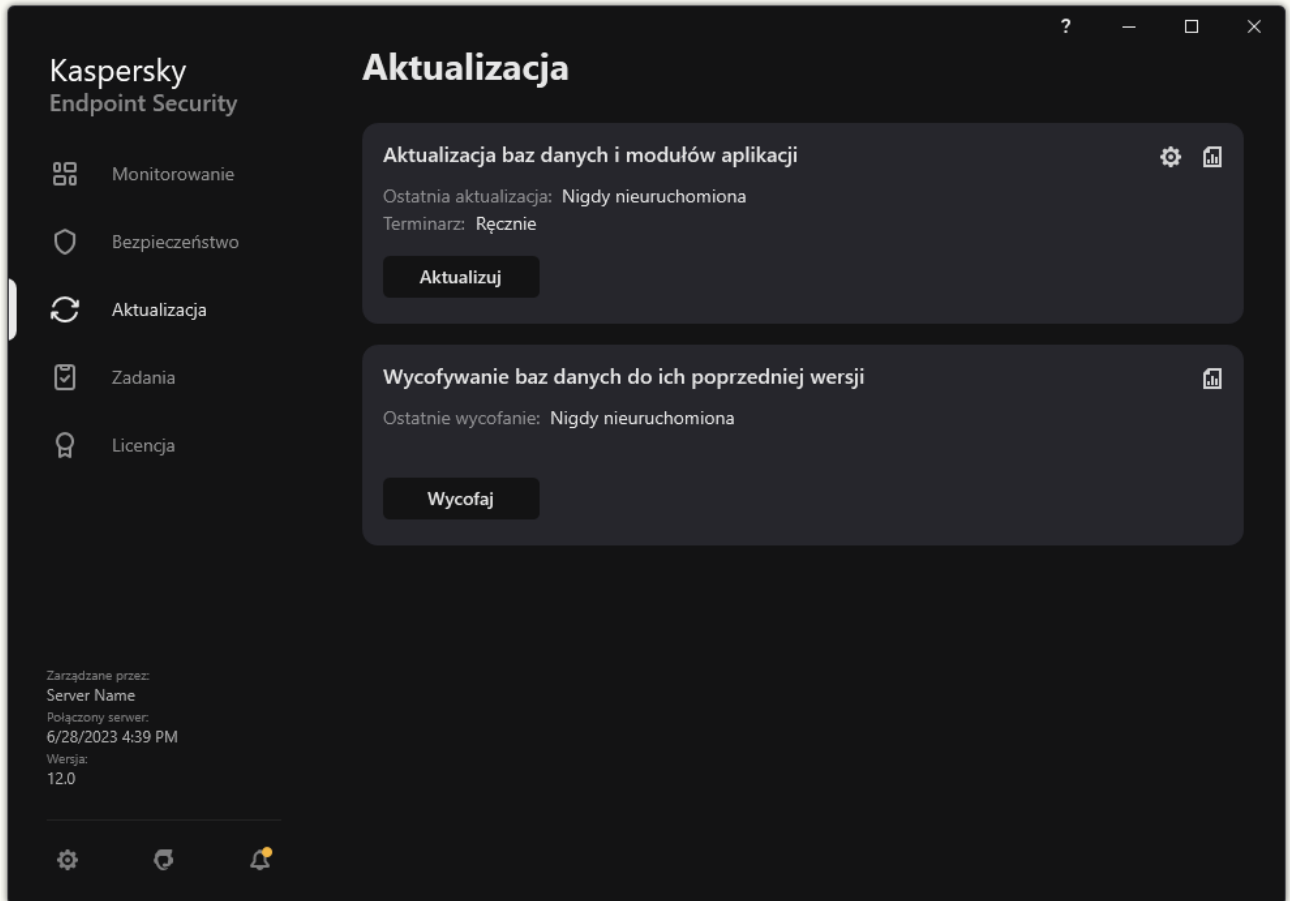 ?
Kaspersky
Endpoint Security
Monitorowanie
Bezpieczeństwo
Aktualizacja
Zadania
Licencja
Zarządzane przez:
Server Name
Połączony serwer:
6/28/2023 4:39 PM
Wersja:
12.0
Aktualizacja
Aktualizacja baz danych i modułów aplikacji
Ostatnia aktualizacja: Nigdy nieuruchomiona
Terminarz: Ręcznie
Aktualizuj
Wycofywanie baz danych do ich poprzedniej wersji
Ostatnie wycofanie: Nigdy nieuruchomiona
Wycofaj